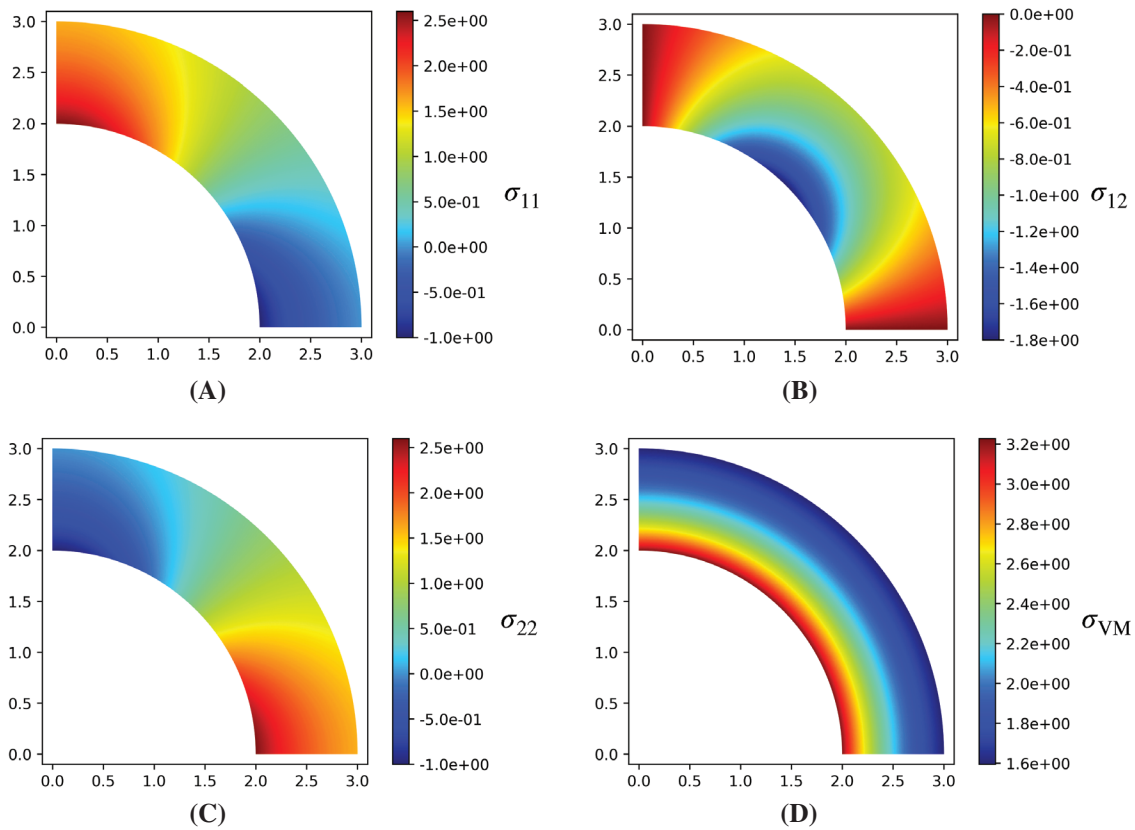 3.0
2.5
2.0
1.5
1.0
0.5
0.0
0.0 0.5 1.0 1.5 2.0 2.5 3.0
2.5e+00
2.0e+00
1.5e+00
1.0e+00
5.0e-01
0.0e+00
-5.0e-01
-1.0e+00
σ11
(A)
3.0
2.5
2.0
1.5
1.0
0.5
0.0
0.0 0.5 1.0 1.5 2.0 2.5 3.0
0.0e+00
-2.0e-01
-4.0e-01
-6.0e-01
-8.0e-01
-1.0e+00
-1.2e+00
-1.4e+00
-1.6e+00
-1.8e+00
σ12
(B)
3.0
2.5
2.0
1.5
1.0
0.5
0.0
0.0 0.5 1.0 1.5 2.0 2.5 3.0
2.5e+00
2.0e+00
1.5e+00
1.0e+00
5.0e-01
0.0e+00
-5.0e-01
-1.0e+00
σ22
(C)
3.0
2.5
2.0
1.5
1.0
0.5
0.0
0.0 0.5 1.0 1.5 2.0 2.5 3.0
3.2e+00
3.0e+00
2.8e+00
2.6e+00
2.4e+00
2.2e+00
2.0e+00
1.8e+00
1.6e+00
σVM
(D)